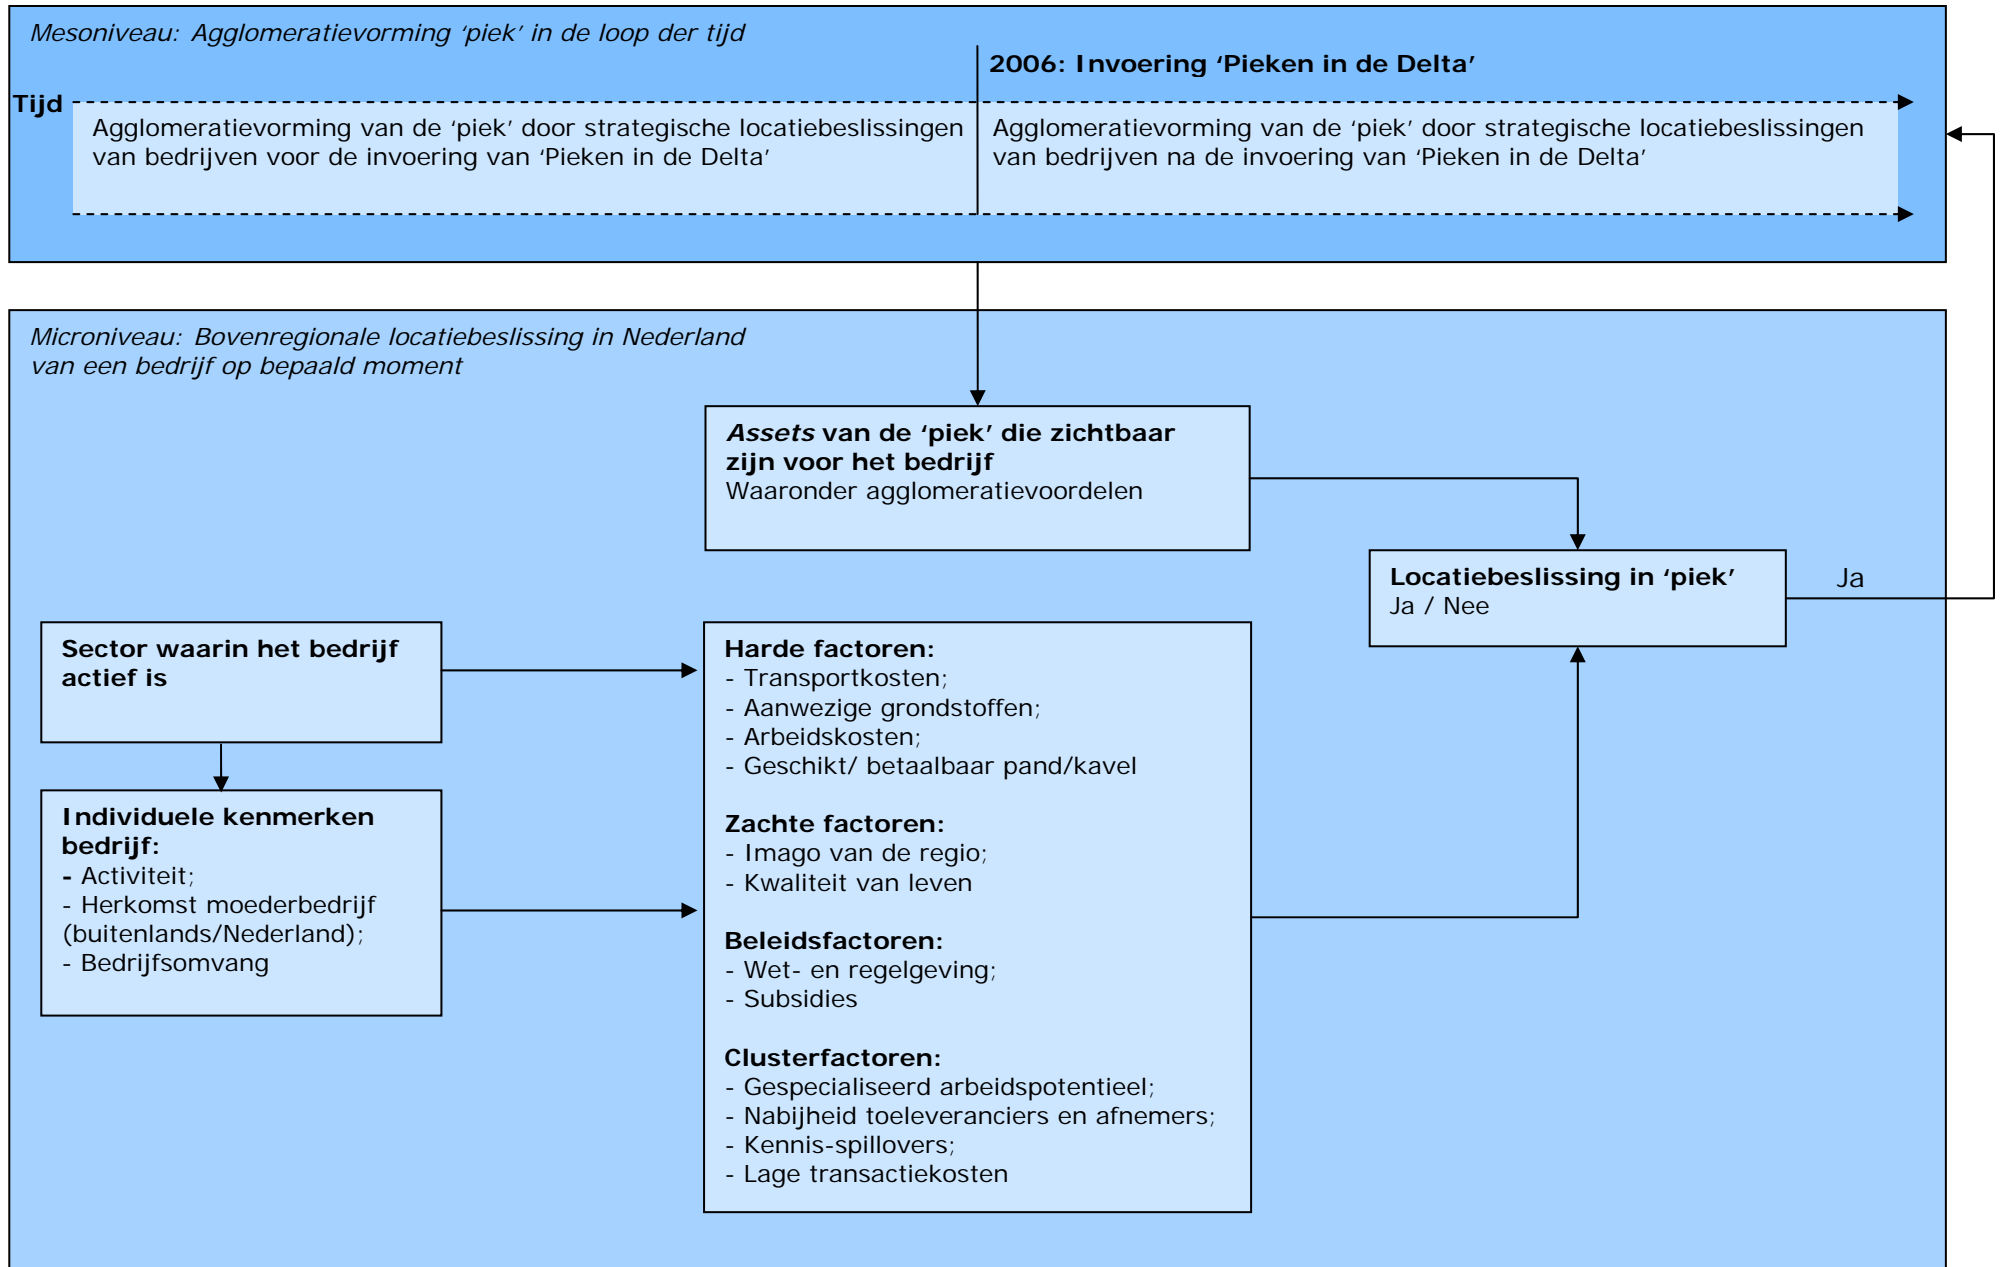 Mesoniveau: Agglomeratievorming ‘piek’ in de loop der tijd
2006: Invoering ‘Pieken in de Delta’
Tijd
Agglomeratievorming van de ‘piek’ door strategische locatiebeslissingen
van bedrijven voor de invoering van ‘Pieken in de Delta’
Agglomeratievorming van de ‘piek’ door strategische locatiebeslissingen
van bedrijven na de invoering van ‘Pieken in de Delta’
Microniveau: Bovenregionale locatiebeslissing in Nederland
van een bedrijf op bepaald moment
Assets van de ‘piek’ die zichtbaar
zijn voor het bedrijf
Waaronder agglomeratievoordelen
Locatiebeslissing in ‘piek’
Ja / Nee
Ja
Sector waarin het bedrijf
actief is
Individuele kenmerken
bedrijf:
- Activiteit;
- Herkomst moederbedrijf
(buitenlands/Nederland);
- Bedrijfsomvang
Harde factoren:
- Transportkosten;
- Aanwezige grondstoffen;
- Arbeidskosten;
- Geschikt/ betaalbaar pand/kavel
Zachte factoren:
- Imago van de regio;
- Kwaliteit van leven
Beleidsfactoren:
- Wet- en regelgeving;
- Subsidies
Clusterfactoren:
- Gespecialiseerd arbeidspotentieel;
- Nabijheid toeleveranciers en afnemers;
- Kennis-spillovers;
- Lage transactiekosten